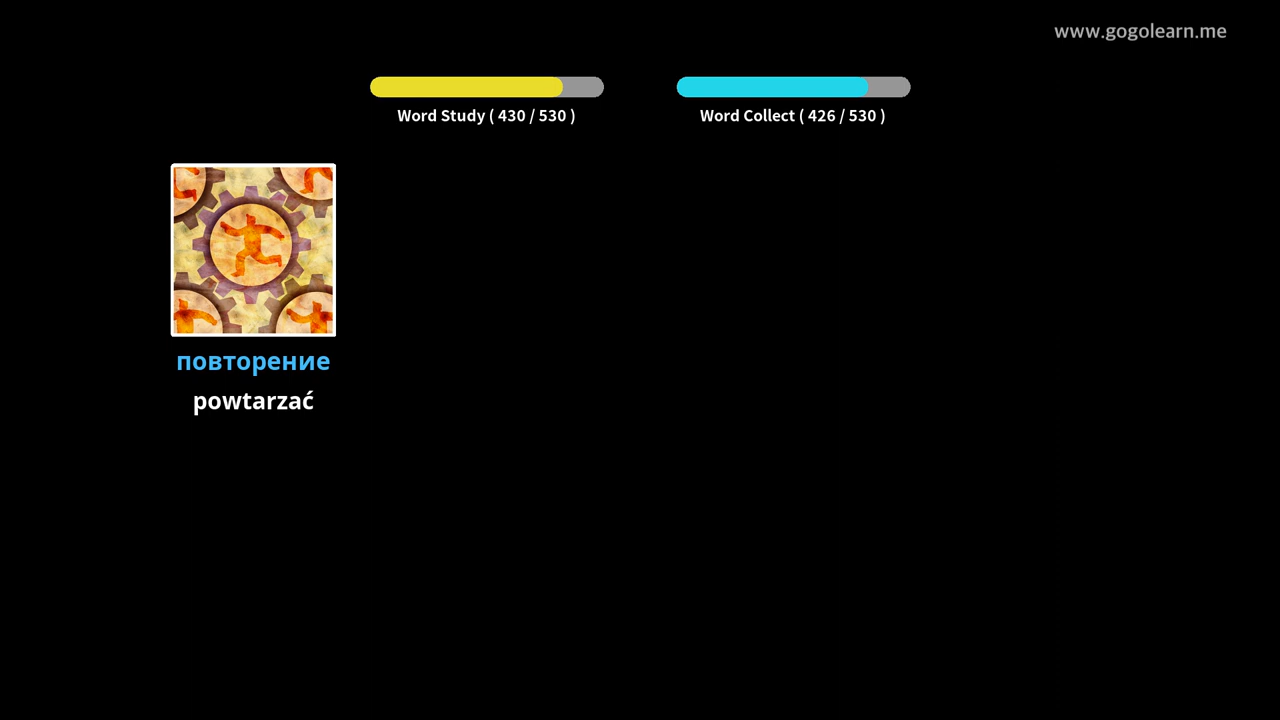 www.gogolearn.me
Word Study ( 430 / 530 )
Word Collect ( 426 / 530 )
повторение
powtarzać